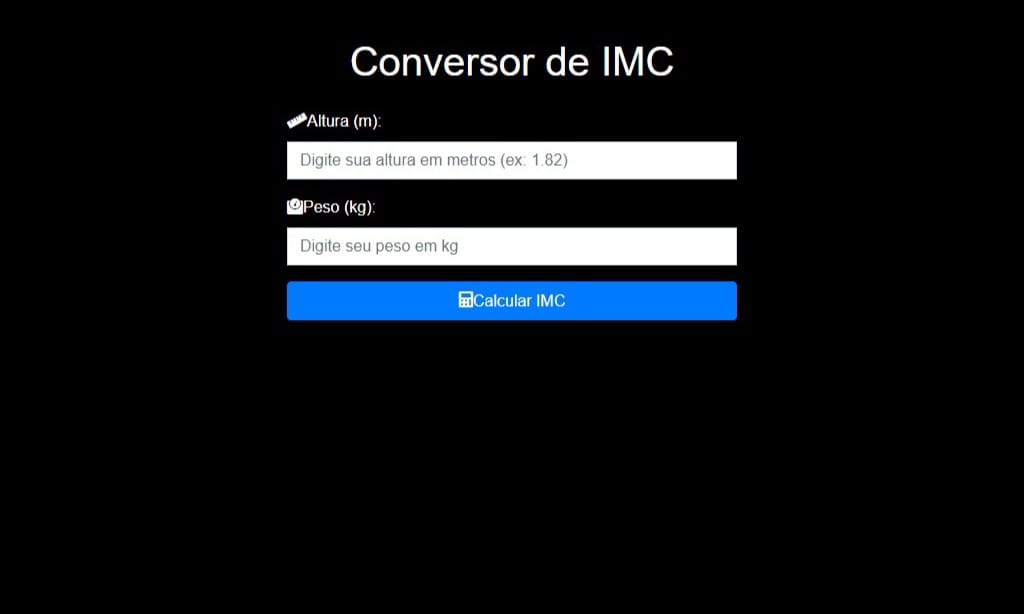 Conversor de IMC
Altura (m):
Digite sua altura em metros (ex: 1.82)
Peso (kg):
Digite seu peso em kg
Calcular IMC